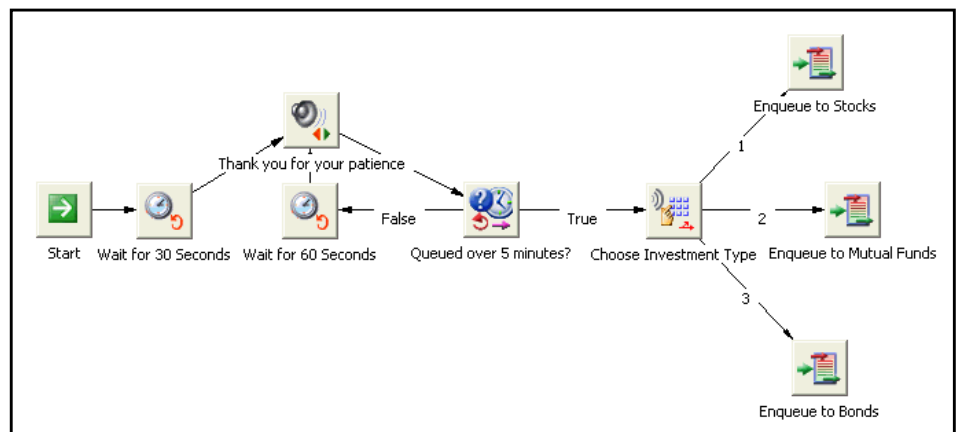 Enqueue to Stocks
1
Thank you for your patience
False
True
2
Start
Wait for 30 Seconds
Wait for 60 Seconds
Queued over 5 minutes?
Choose Investment Type
Enqueue to Mutual Funds
3
Enqueue to Bonds